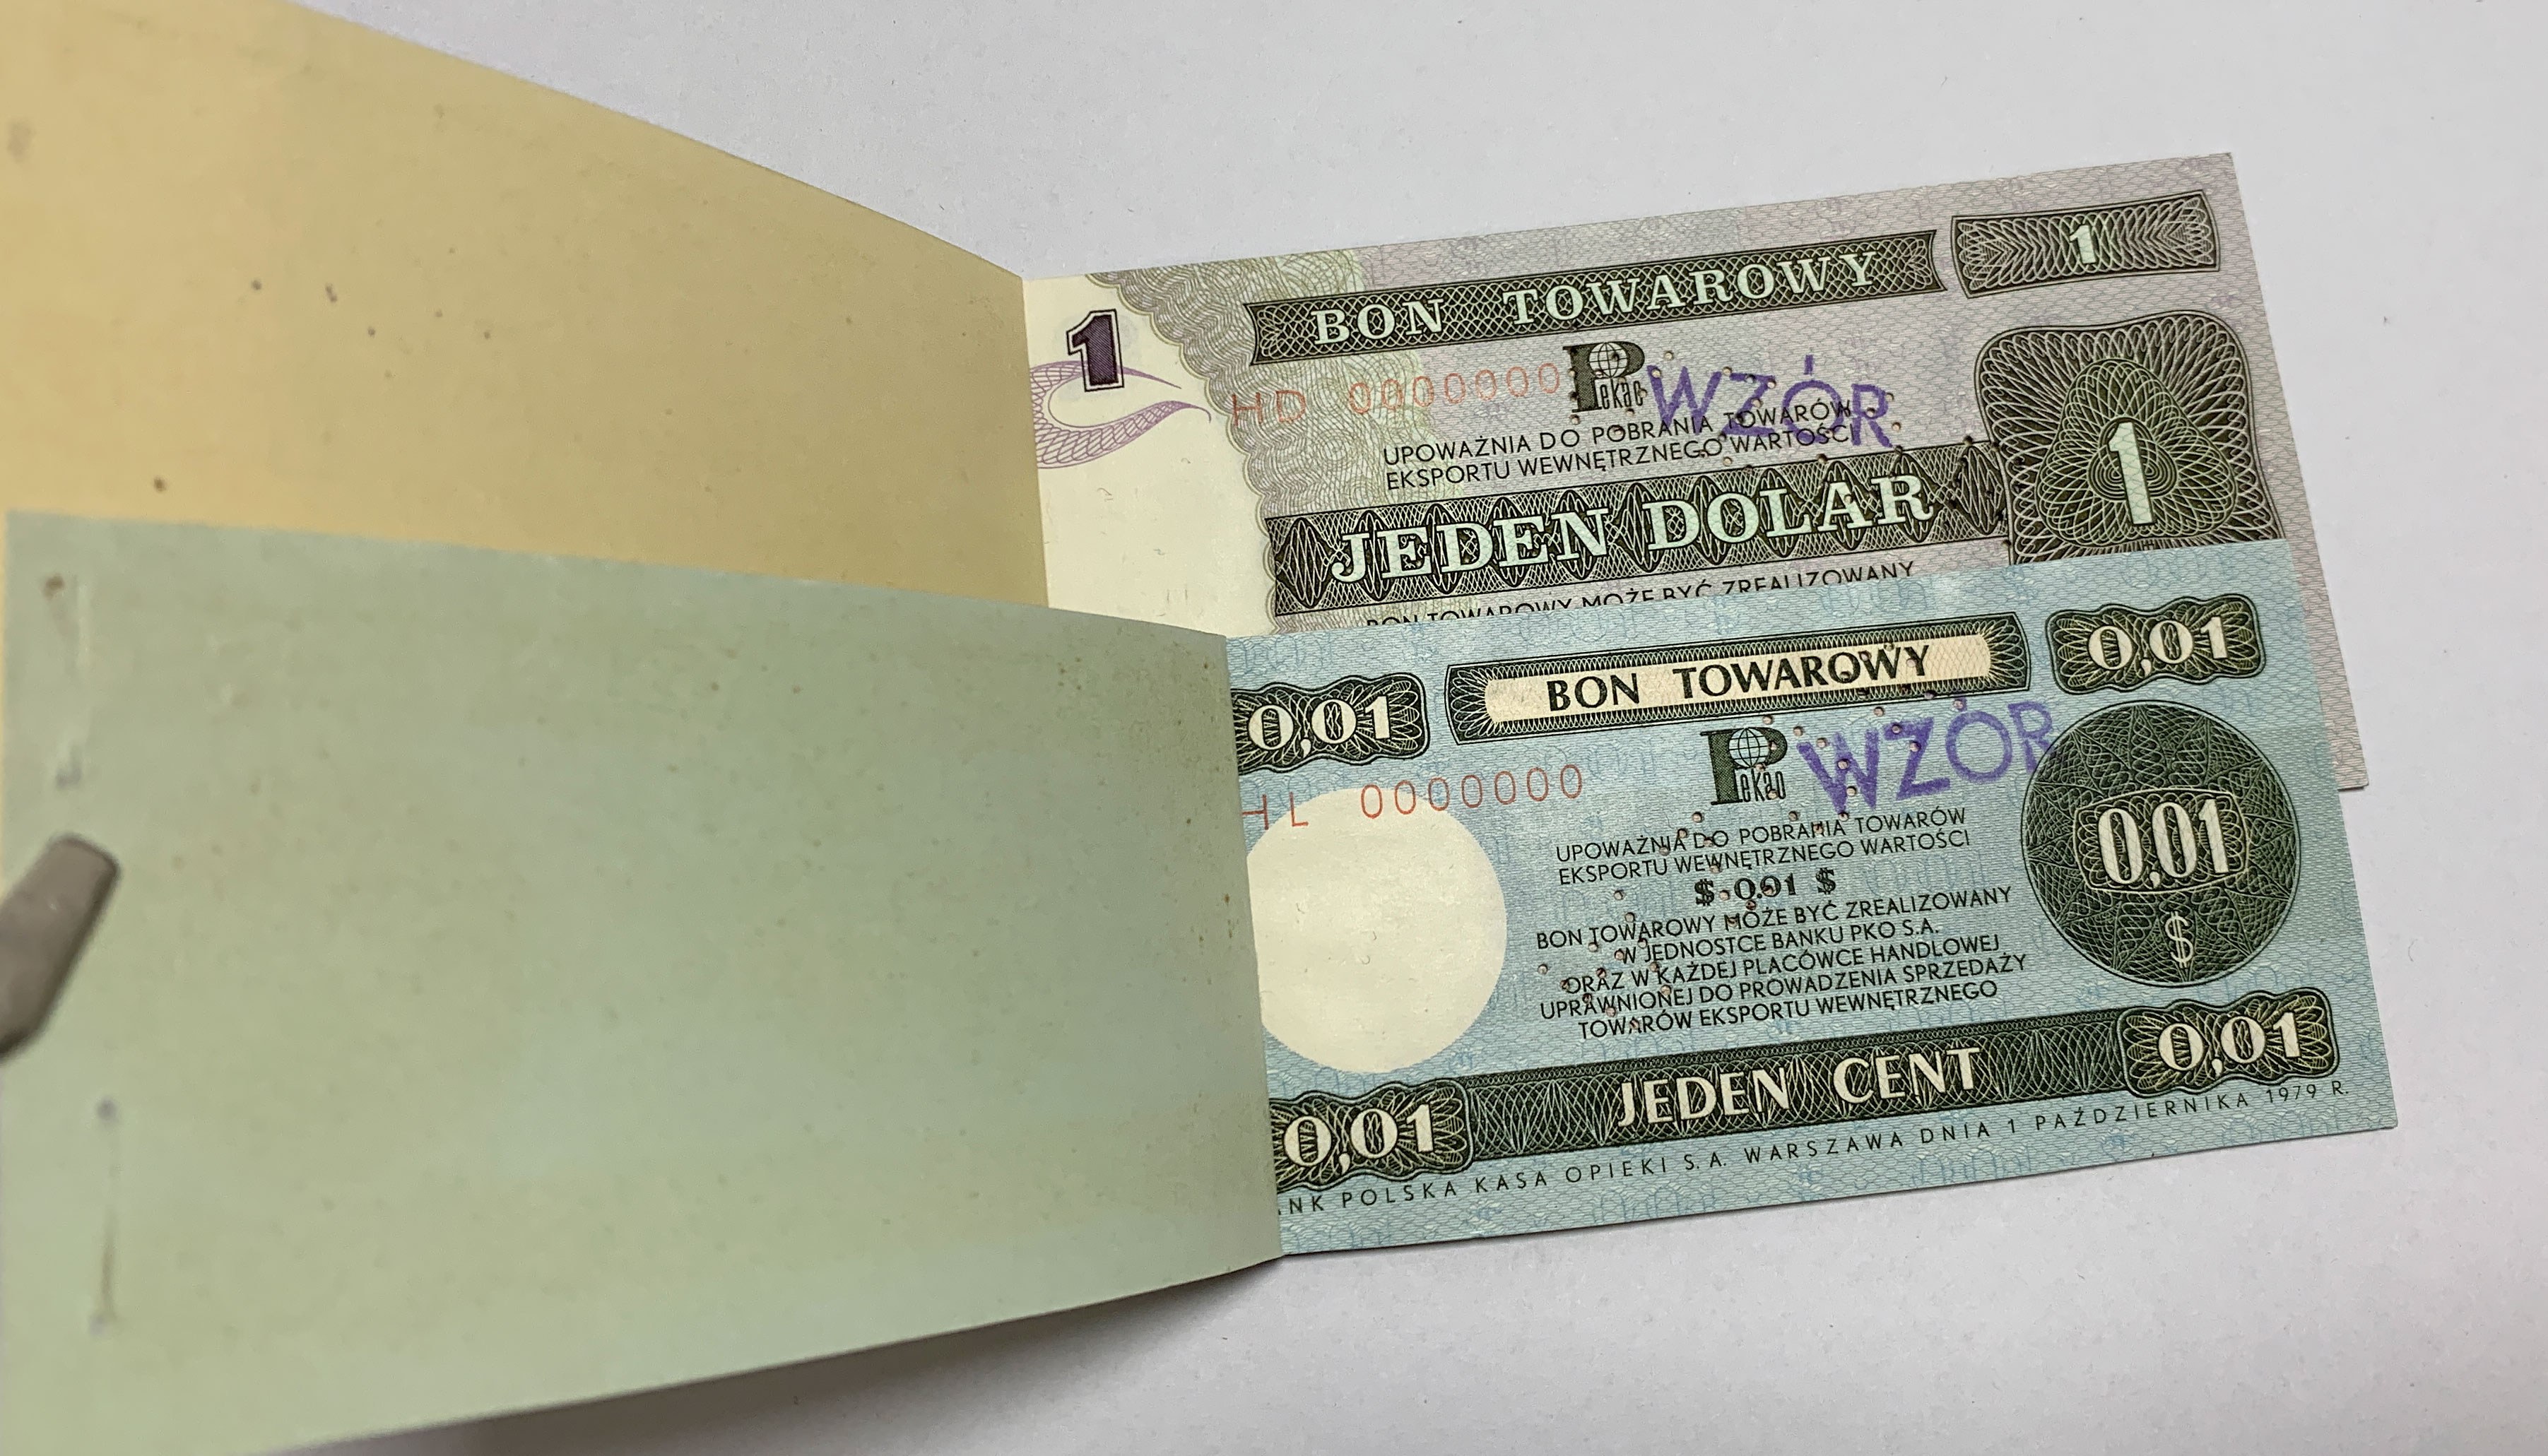 BON TOWAROWY 1
1
HD 0000000 Pekao WZÓR
UPOWAŻNIA DO POBRANIA TOWARÓW
EKSPORTU WEWNĘTRZNEGO WARTOŚCI
1
JEDEN DOLAR
BON TOWAROWY MOŻE BYĆ ZREALIZOWANY
0,01 BON TOWAROWY 0,01
HL 0000000 Pekao WZÓR
UPOWAŻNIA DO POBRANIA TOWARÓW
EKSPORTU WEWNĘTRZNEGO WARTOŚCI
$ 0,01 $
0,01
$
BON TOWAROWY MOŻE BYĆ ZREALIZOWANY
W JEDNOSTCE BANKU PKO S.A.
ORAZ W KAŻDEJ PLACÓWCE HANDLOWEJ
UPRAWNIONEJ DO PROWADZENIA SPRZEDAŻY
TOWARÓW EKSPORTU WEWNĘTRZNEGO
0,01 JEDEN CENT 0,01
NK POLSKA KASA OPIEKI S.A. WARSZAWA DNIA 1 PAŹDZIERNIKA 1979 R.